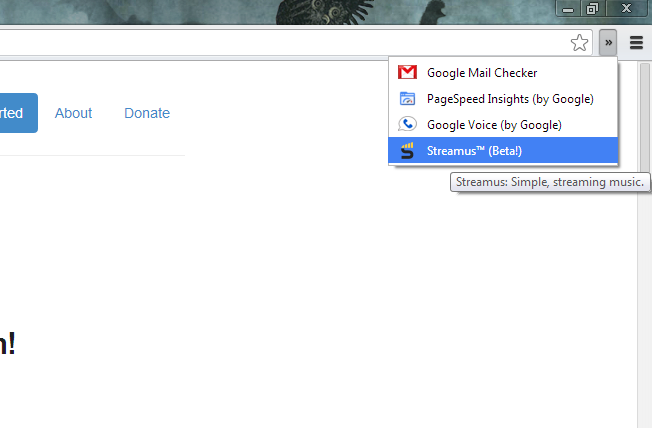 »
Google Mail Checker
PageSpeed Insights (by Google)
Google Voice (by Google)
Streamus™ (Beta!)
Streamus: Simple, streaming music.
rted
About
Donate
!